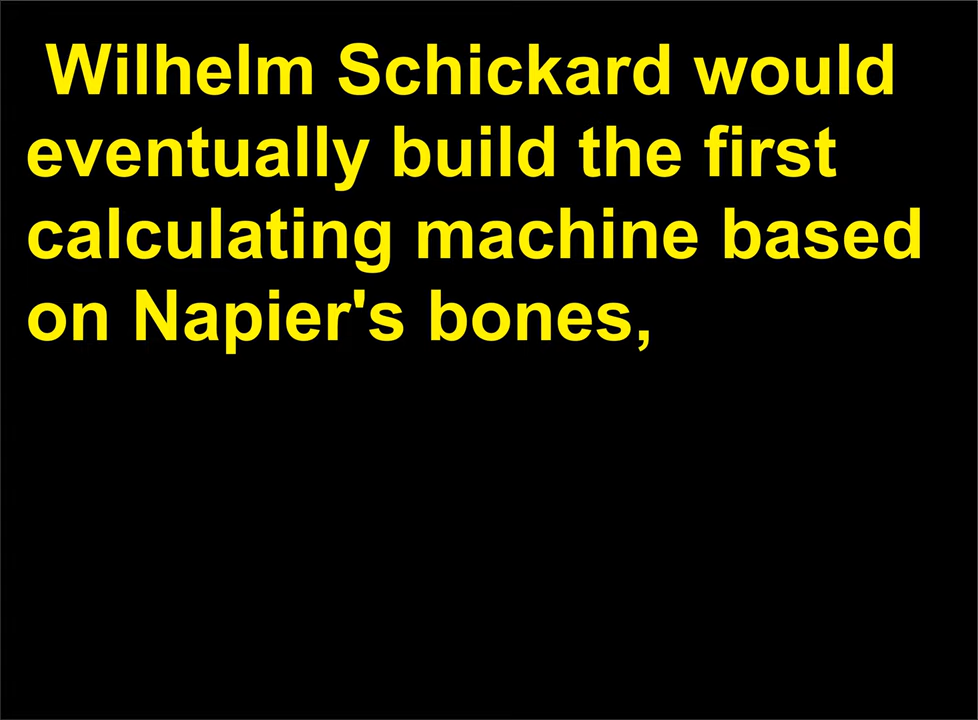 Wilhelm Schickard would
eventually build the first
calculating machine based
on Napier's bones,